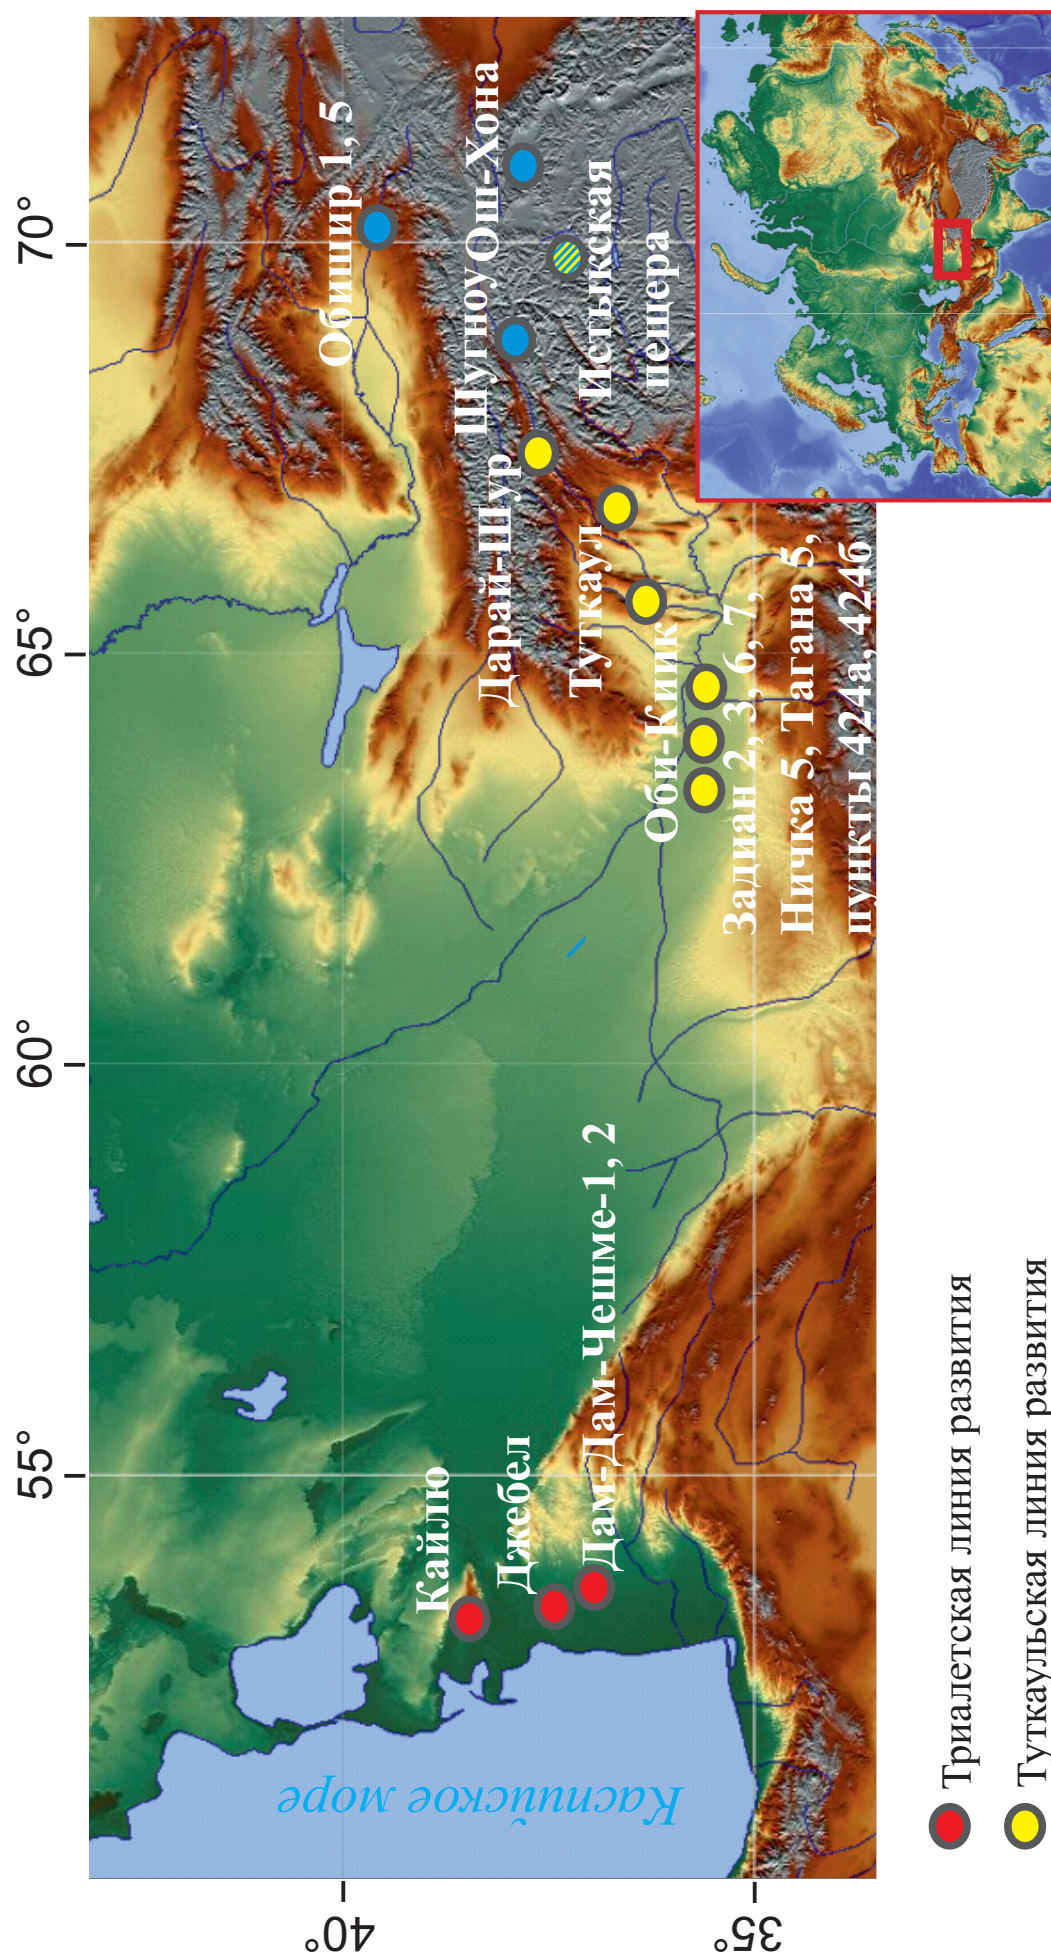 55°
60°
65°
70°
40°
35°
Каспийское море
Кайлю
Джебел
Дам-Дам-Чешме-1, 2
Обишир 1, 5
Шугноу
Ош-Хона
Дарай-Шур
Истыкская
пещера
Туткаул
Оби-Киик
Задиан 2, 3, 6, 7,
Ничка 5, Тагана 5,
пункты 424а, 424б
Триалетская линия развития
Туткаульская линия развития